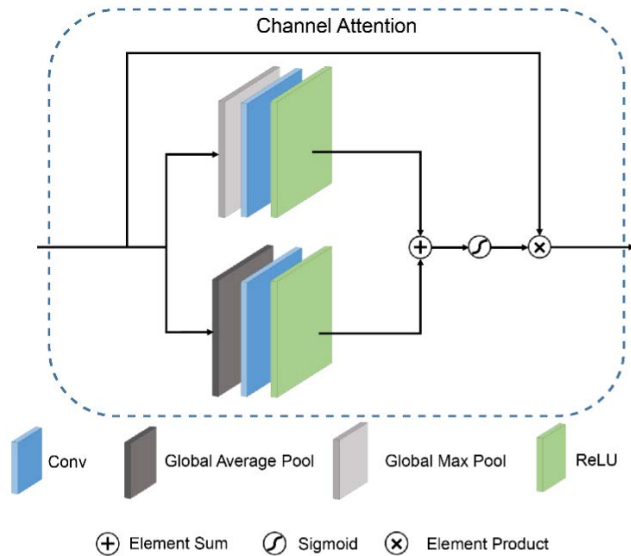 Channel Attention
Conv
Global Average Pool
Global Max Pool
ReLU
Element Sum
Sigmoid
Element Product